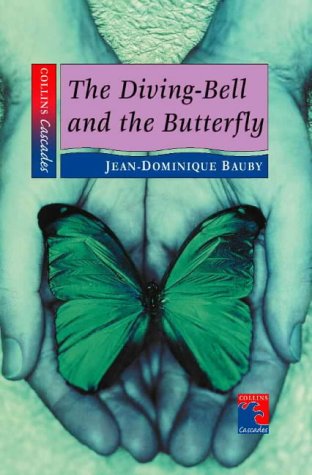 COLLINS Cascades
The Diving-Bell
and the Butterfly
JEAN-DOMINIQUE BAUBY
COLLINS
Cascades